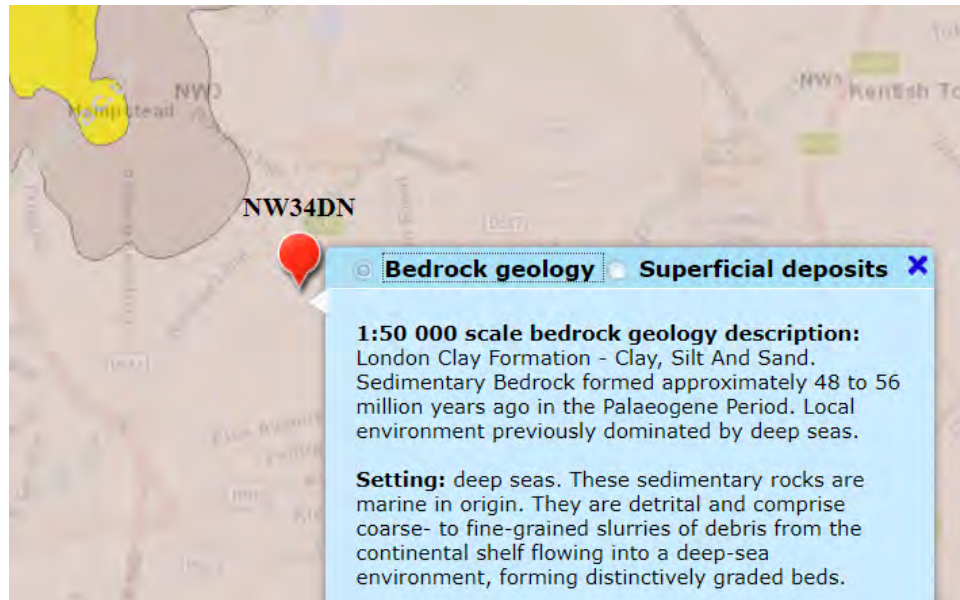 NW3
Hampstead
NW5
Kentish To
NW34DN
Bedrock geology Superficial deposits
1:50 000 scale bedrock geology description:
London Clay Formation - Clay, Silt And Sand.
Sedimentary Bedrock formed approximately 48 to 56
million years ago in the Palaeogene Period. Local
environment previously dominated by deep seas.
Setting: deep seas. These sedimentary rocks are
marine in origin. They are detrital and comprise
coarse- to fine-grained slurries of debris from the
continental shelf flowing into a deep-sea
environment, forming distinctively graded beds.